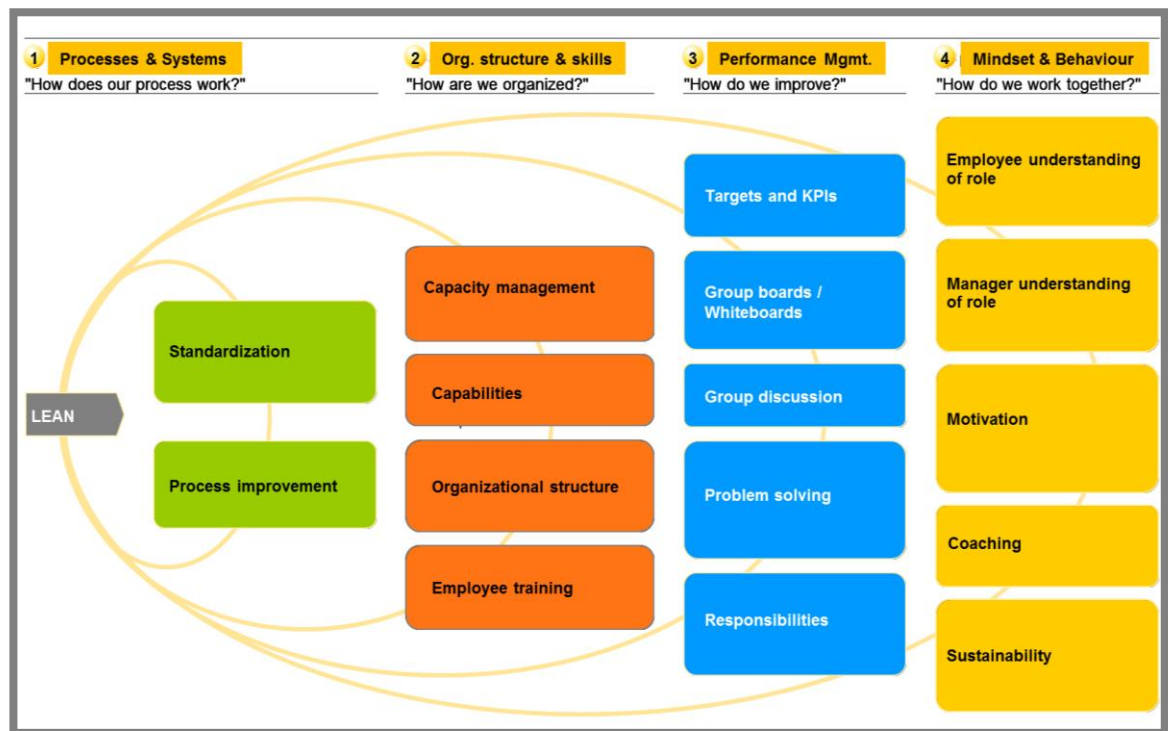 1 Processes & Systems
"How does our process work?"
2 Org. structure & skills
"How are we organized?"
3 Performance Mgmt.
"How do we improve?"
4 Mindset & Behaviour
"How do we work together?"
LEAN
Standardization
Process improvement
Capacity management
Capabilities
Organizational structure
Employee training
Targets and KPIs
Group boards /
Whiteboards
Group discussion
Problem solving
Responsibilities
Employee understanding
of role
Manager understanding
of role
Motivation
Coaching
Sustainability